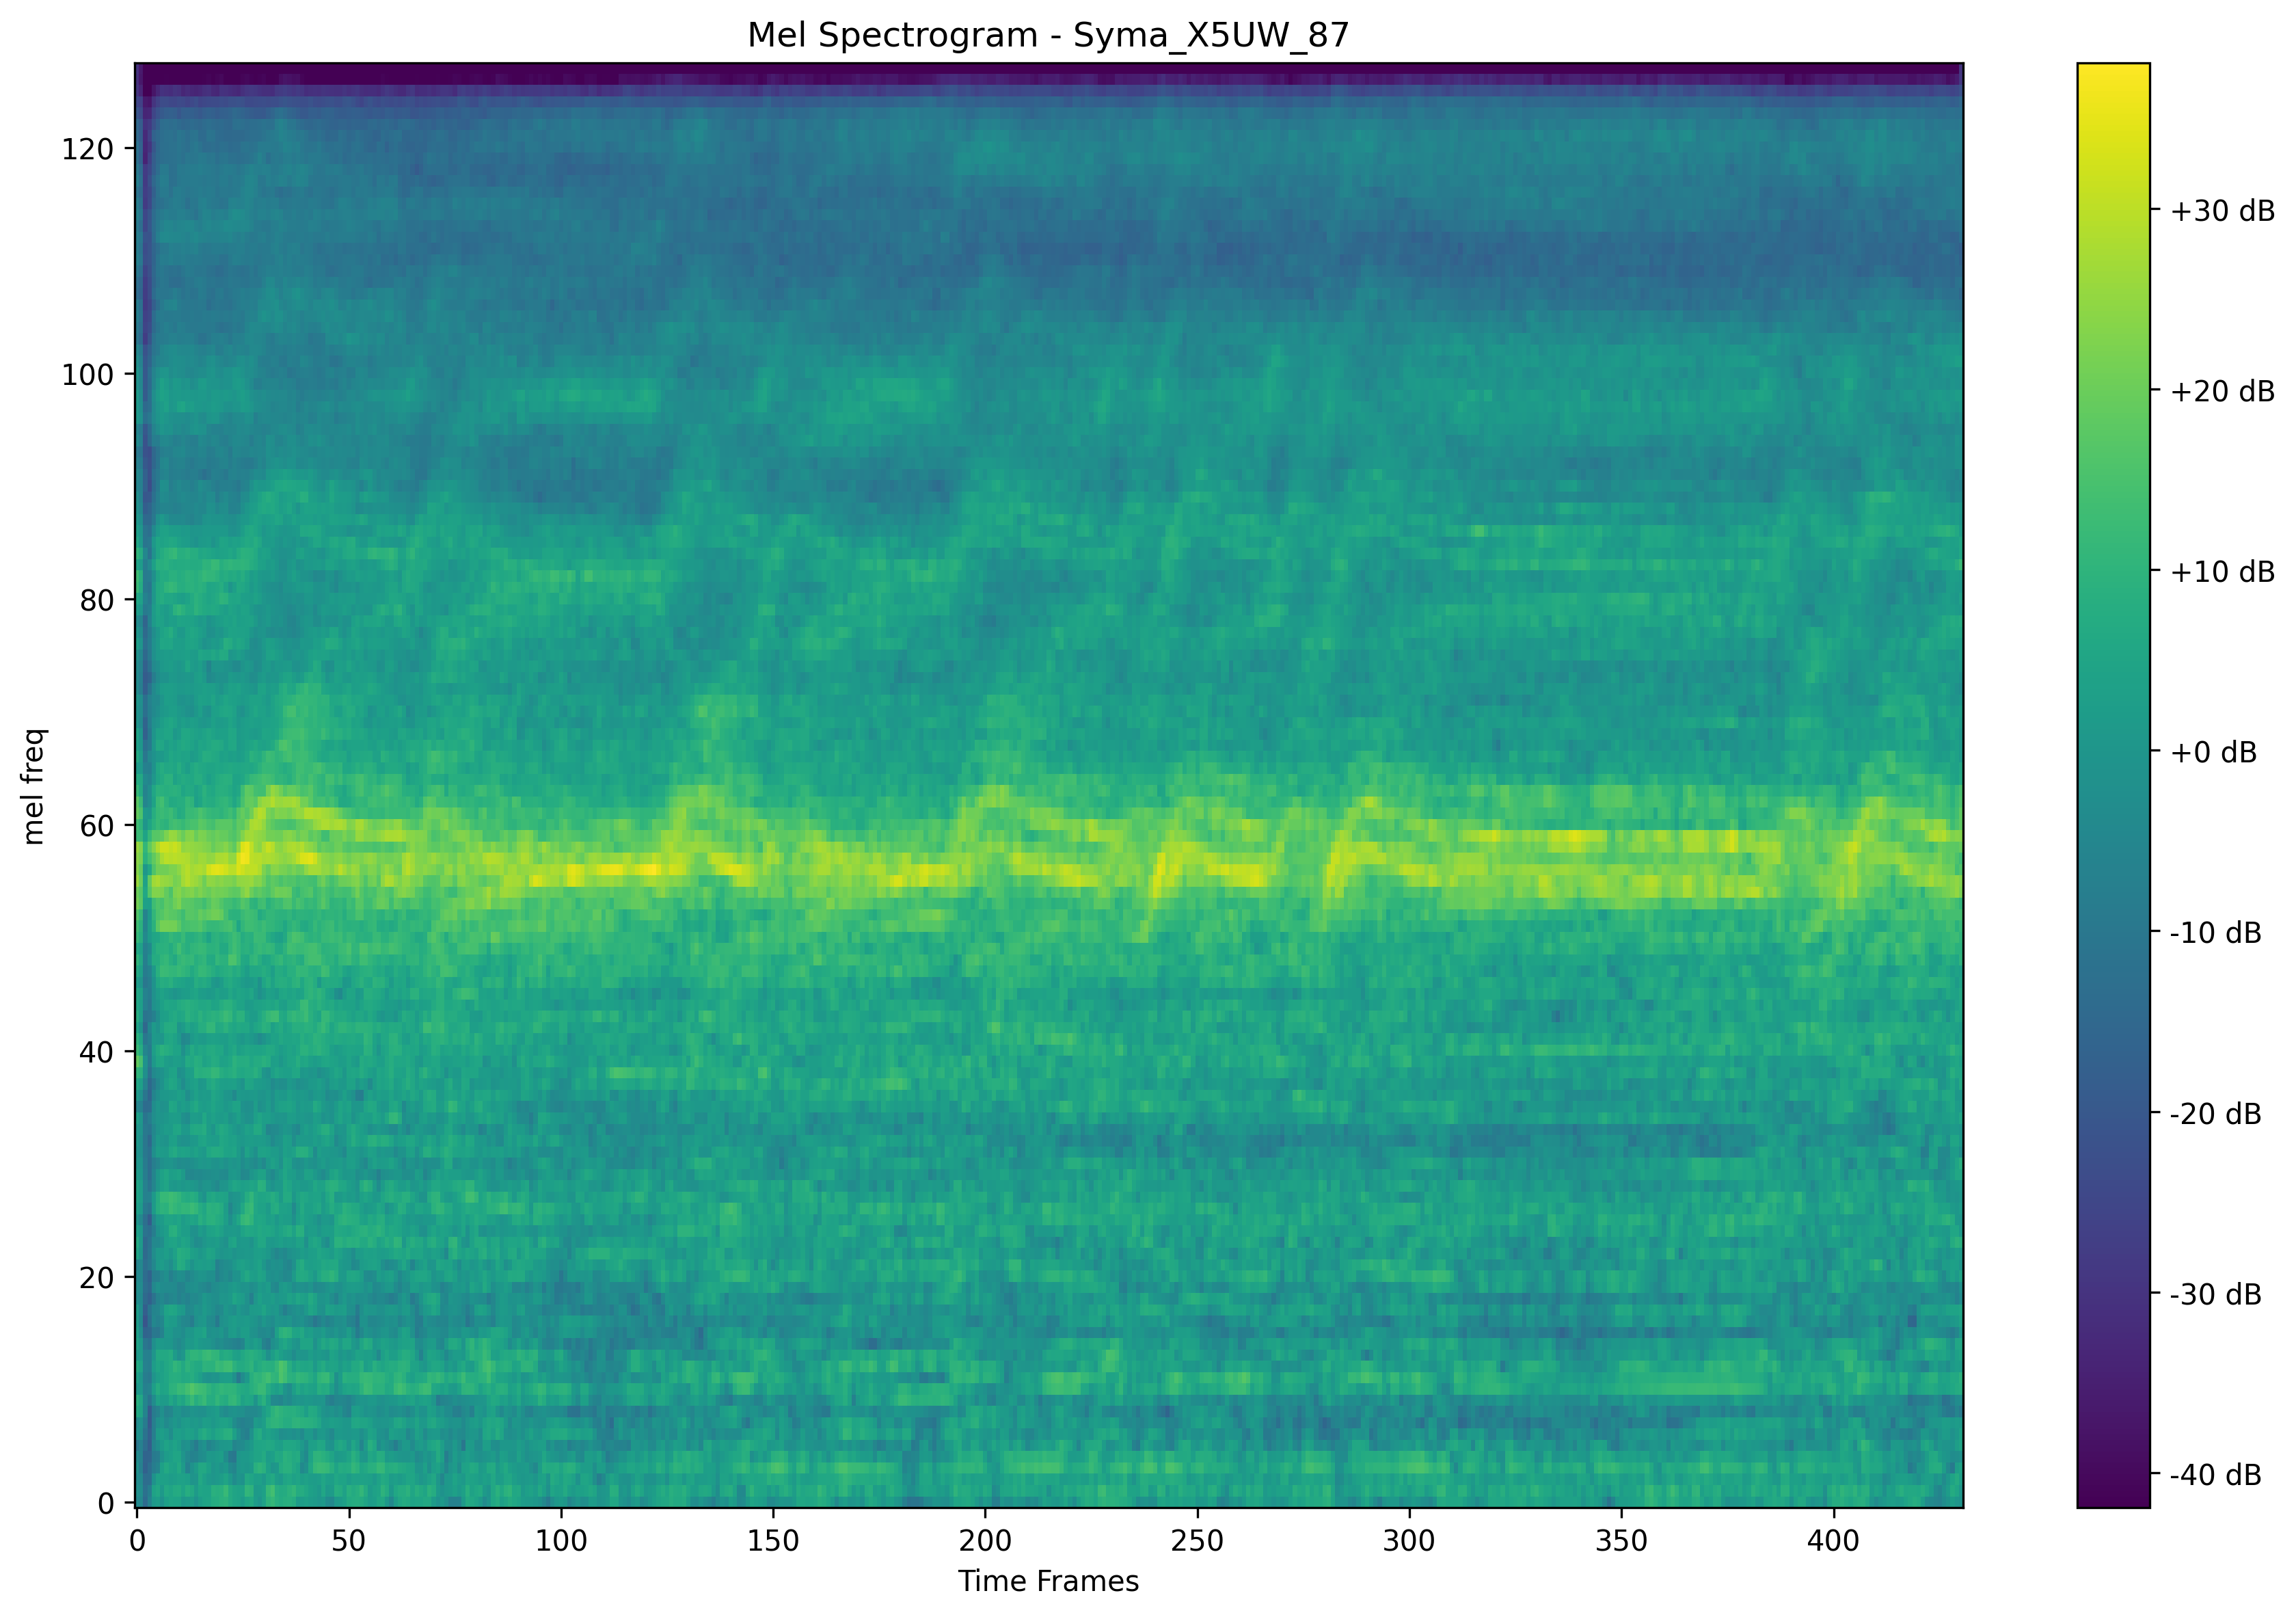 Mel Spectrogram - Syma_X5UW_87
mel freq
120
100
80
60
40
20
0
0 50 100 150 200 250 300 350 400
Time Frames
+30 dB
+20 dB
+10 dB
+0 dB
-10 dB
-20 dB
-30 dB
-40 dB